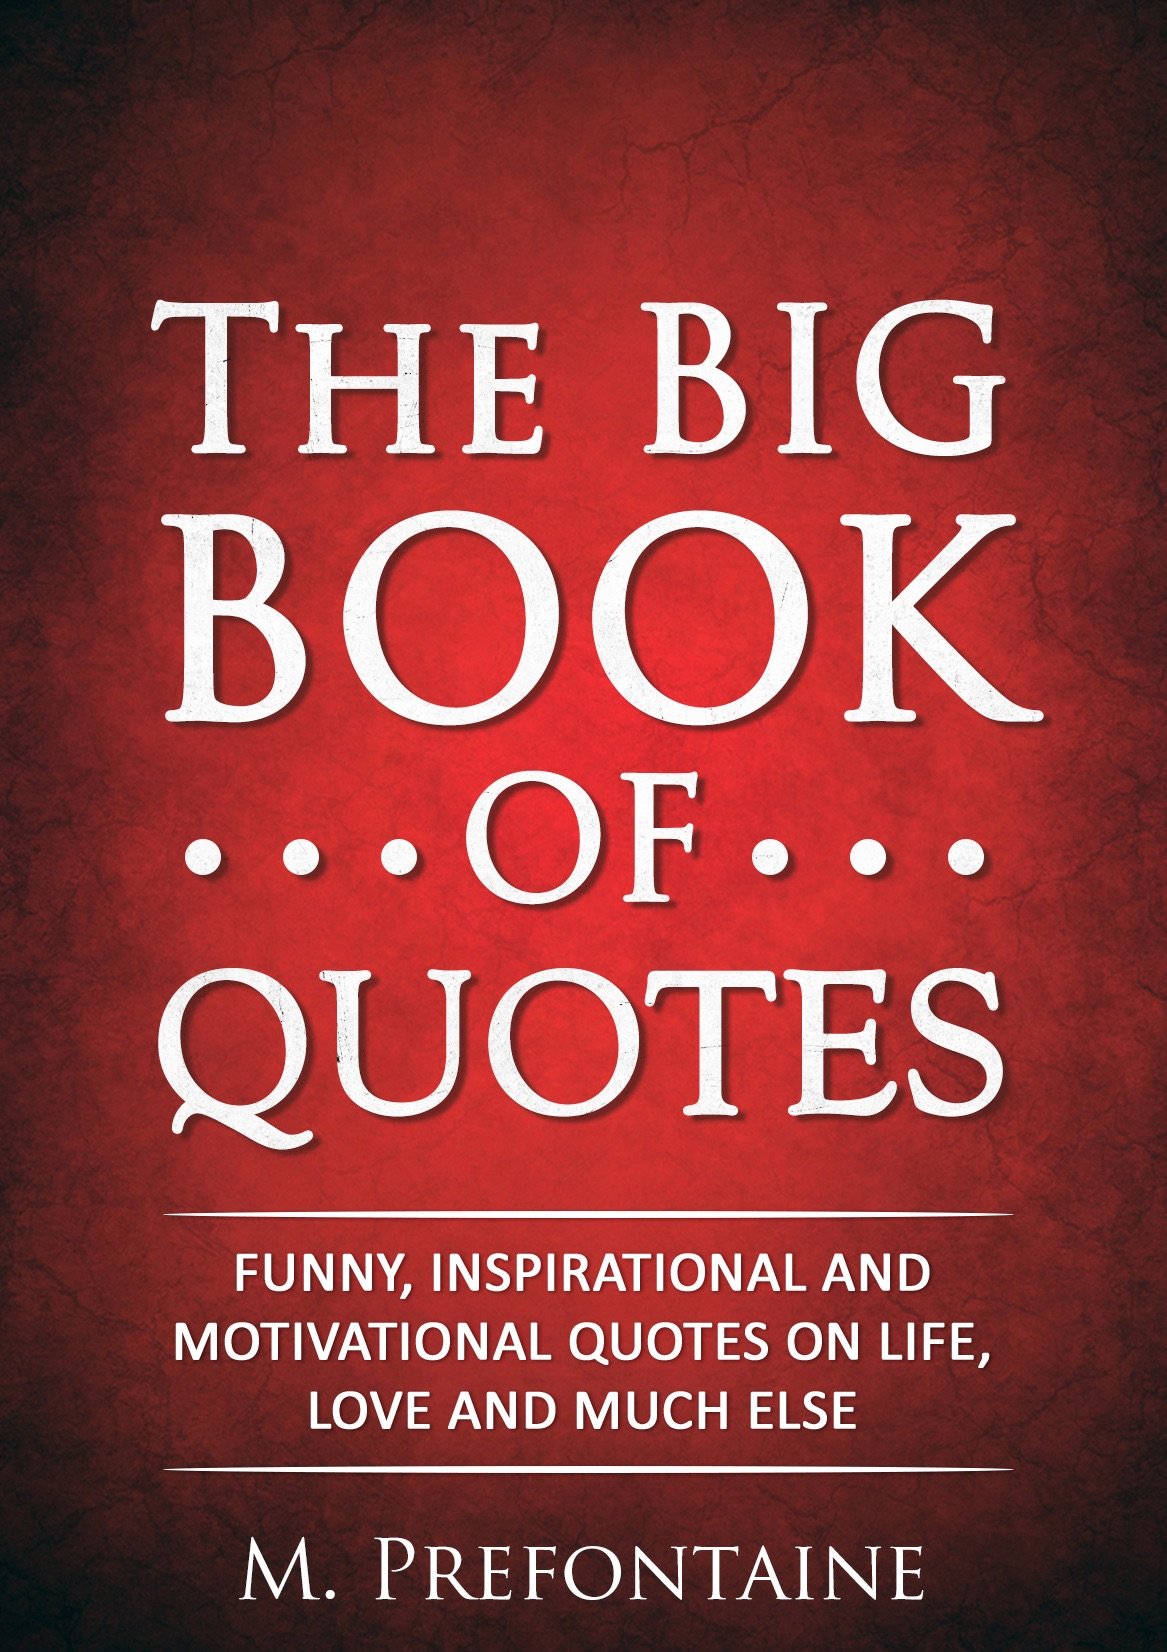 THE BIG
BOOK
...OF...
QUOTES
FUNNY, INSPIRATIONAL AND
MOTIVATIONAL QUOTES ON LIFE,
LOVE AND MUCH ELSE
M. PREFONTAINE